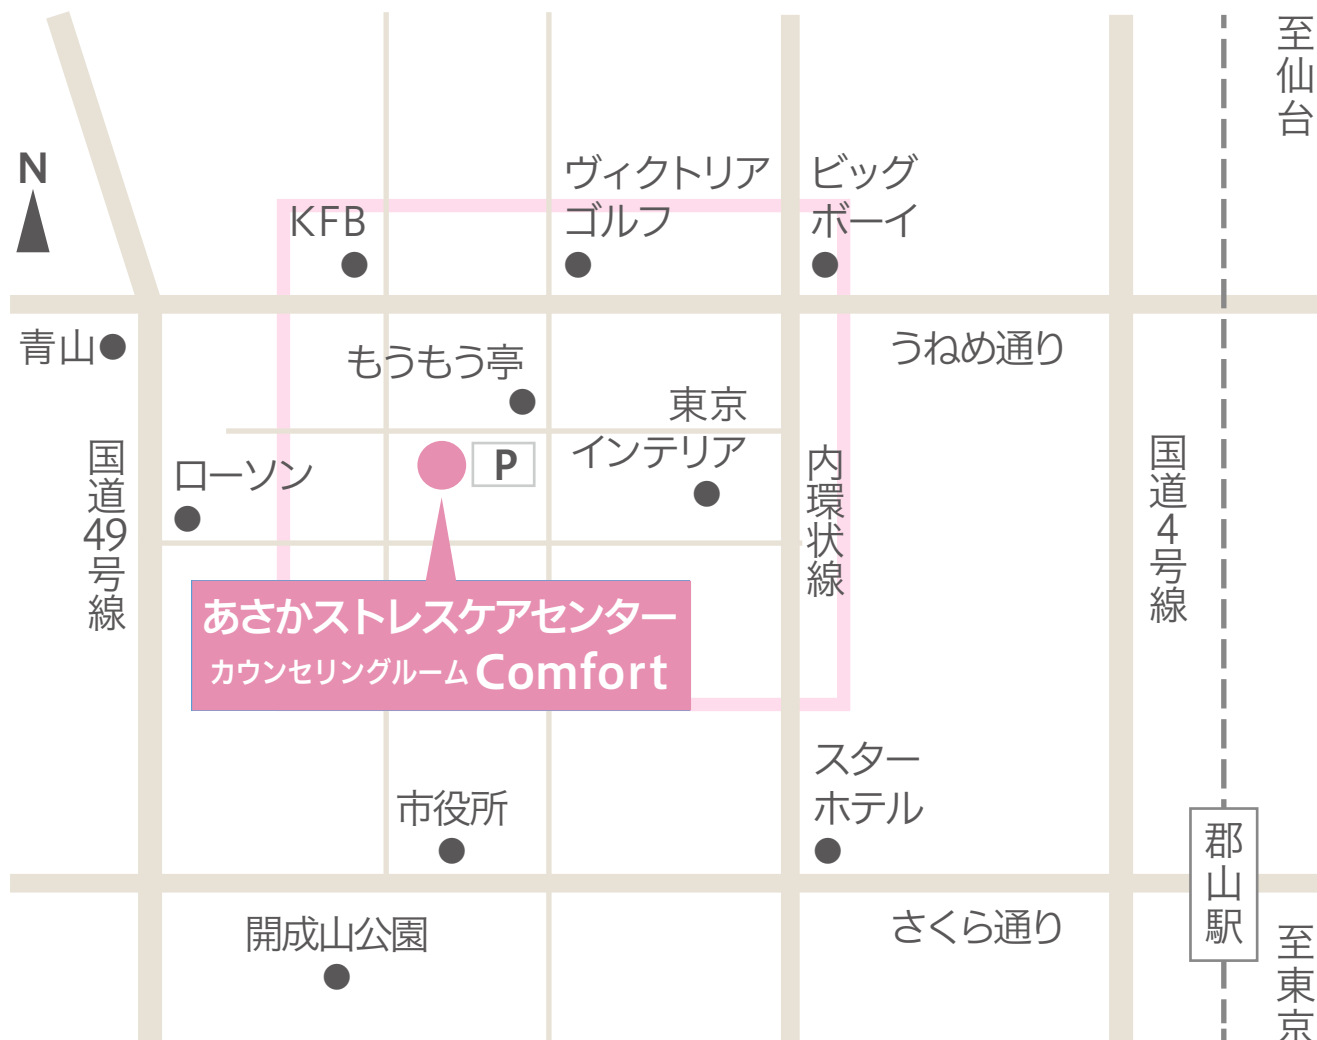 至仙台
N
ヴィクトリア
ゴルフ
ビッグ
ボーイ
KFB
青山
もうもう亭
うねめ通り
東京
インテリア
P
ローソン
国道49号線
内環状線
国道4号線
あさかストレスケアセンター
カウンセリングルーム Comfort
スター
ホテル
市役所
郡山駅
さくら通り
開成山公園
至東京